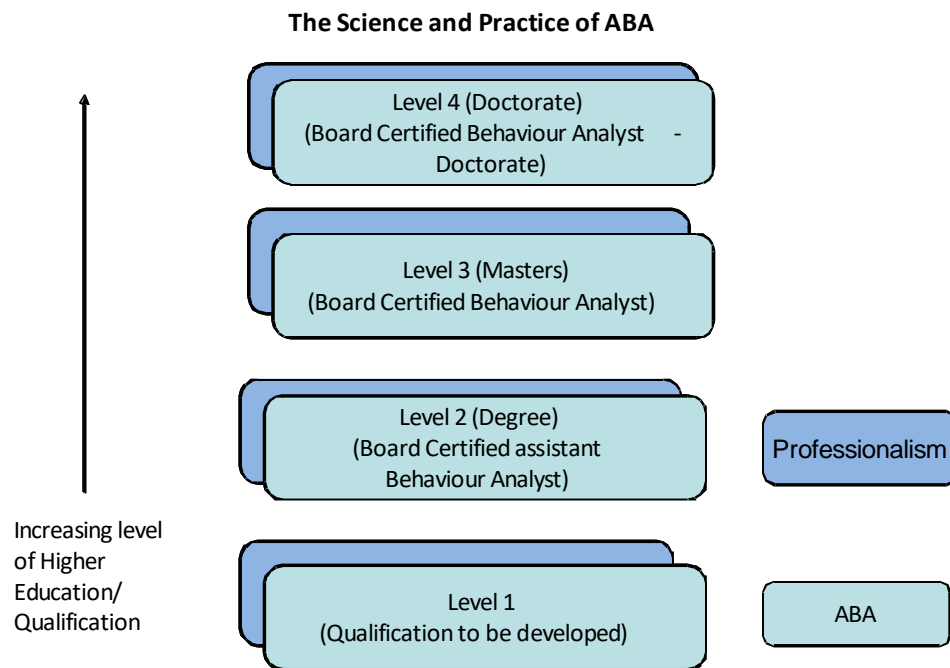 The Science and Practice of ABA
Level 4 (Doctorate)
(Board Certified Behaviour Analyst -
Doctorate)
Level 3 (Masters)
(Board Certified Behaviour Analyst)
Level 2 (Degree)
(Board Certified assistant
Behaviour Analyst)
Professionalism
Increasing level
of Higher
Education/
Qualification
Level 1
(Qualification to be developed)
ABA